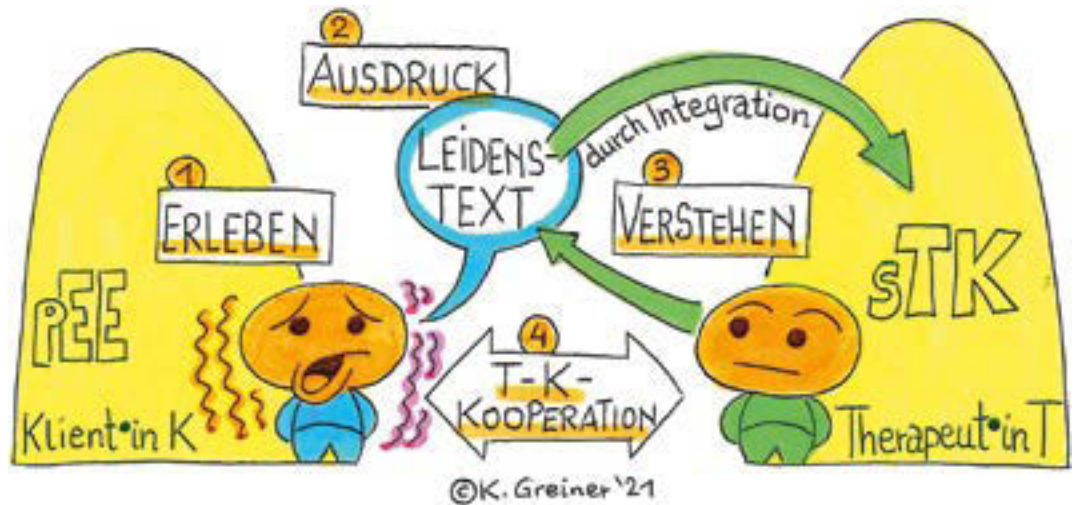 2
AUSDRUCK
LEIDENS-
TEXT
durch Integration
1
ERLEBEN
3
VERSTEHEN
pEE
sTK
4
T-K-
KOOPERATION
Klient•in K
Therapeut•in T
©K. Greiner '21